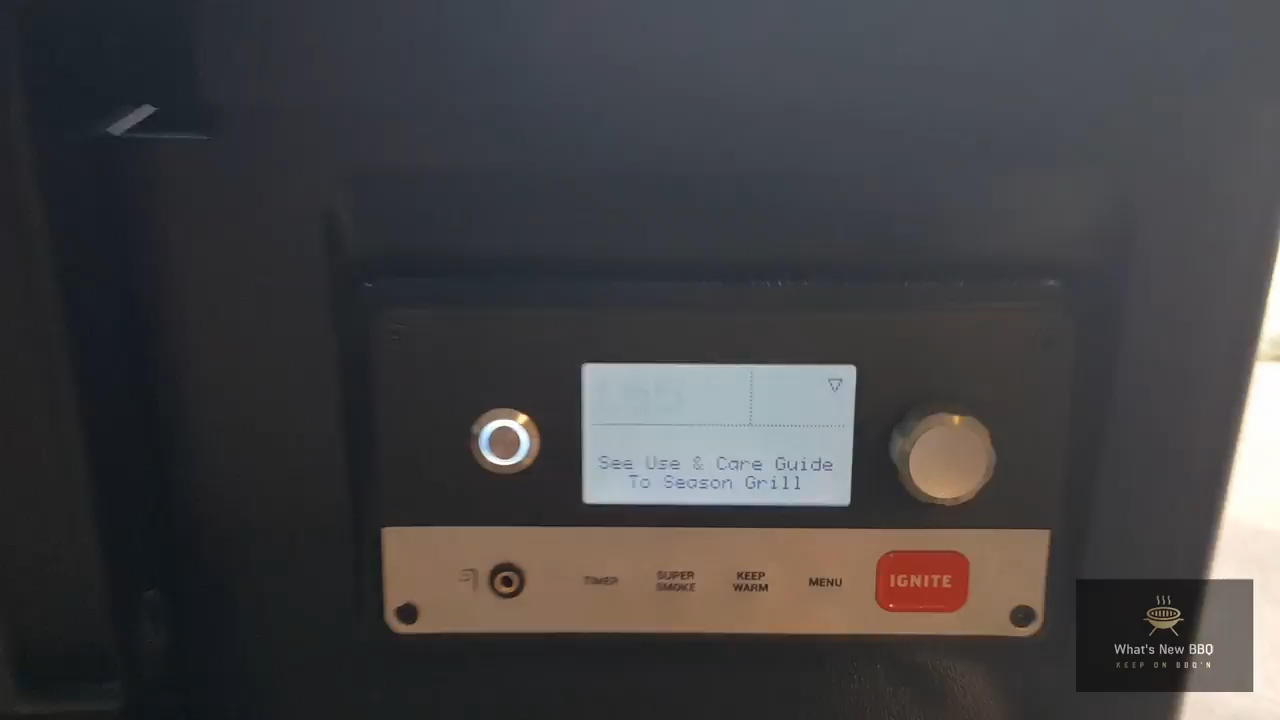 See Use & Care Guide
To Season Grill
TIMER
SUPER
SMOKE
KEEP
WARM
MENU
IGNITE
What's New BBQ
KEEP ON BBQ'N